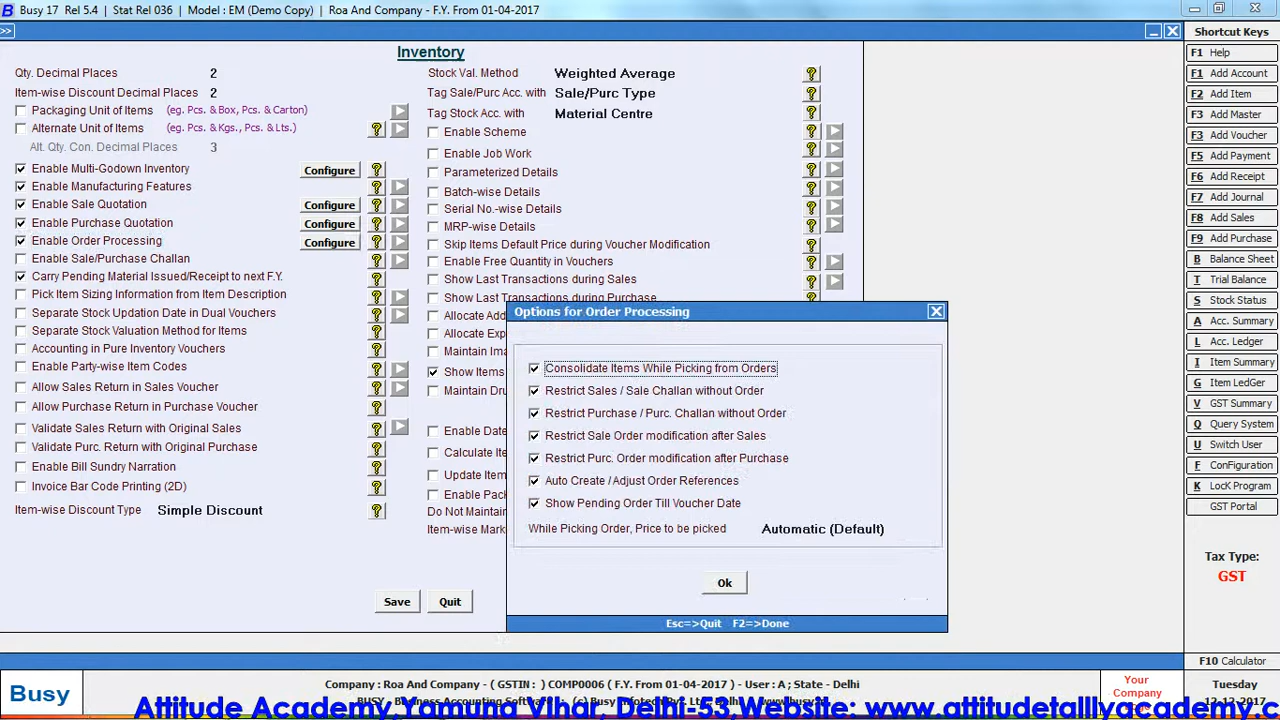 B Busy 17 Rel 5.4 | Stat Rel 036 | Model : EM (Demo Copy) | Roa And Company - F.Y. From 01-04-2017
>>
Inventory
Qty. Decimal Places 2
Item-wise Discount Decimal Places 2
Packaging Unit of Items (eg. Pcs. & Box, Pcs. & Carton)
Alternate Unit of Items (eg. Pcs. & Kgs., Pcs. & Lts.) ?
Alt. Qty. Con. Decimal Places 3
Enable Multi-Godown Inventory Configure ?
Enable Manufacturing Features ?
Enable Sale Quotation Configure ?
Enable Purchase Quotation Configure ?
Enable Order Processing Configure ?
Enable Sale/Purchase Challan ?
Carry Pending Material Issued/Receipt to next F.Y. ?
Pick Item Sizing Information from Item Description ?
Separate Stock Updation Date in Dual Vouchers ?
Separate Stock Valuation Method for Items ?
Accounting in Pure Inventory Vouchers ?
Enable Party-wise Item Codes ?
Allow Sales Return in Sales Voucher ?
Allow Purchase Return in Purchase Voucher ?
Validate Sales Return with Original Sales ?
Validate Purc. Return with Original Purchase ?
Enable Bill Sundry Narration ?
Invoice Bar Code Printing (2D) ?
Item-wise Discount Type Simple Discount ?
Stock Val. Method Weighted Average ?
Tag Sale/Purc Acc. with Sale/Purc Type ?
Tag Stock Acc. with Material Centre ?
Enable Scheme ?
Enable Job Work ?
Parameterized Details ?
Batch-wise Details ?
Serial No.-wise Details ?
MRP-wise Details ?
Skip Items Default Price during Voucher Modification ?
Enable Free Quantity in Vouchers ?
Show Last Transactions during Sales ?
Show Last Transactions during Purchase ?
Allocate Add
Allocate Exp
Maintain Ima
Show Items
Maintain Dru
Enable Date
Calculate Ite
Update Item
Enable Pack
Do Not Maintain
Item-wise Mark
Save Quit
Options for Order Processing
Consolidate Items While Picking from Orders
Restrict Sales / Sale Challan without Order
Restrict Purchase / Purc. Challan without Order
Restrict Sale Order modification after Sales
Restrict Purc. Order modification after Purchase
Auto Create / Adjust Order References
Show Pending Order Till Voucher Date
While Picking Order, Price to be picked Automatic (Default)
Ok
Esc=>Quit F2=>Done
Shortcut Keys
F1 Help
F1 Add Account
F2 Add Item
F3 Add Master
F3 Add Voucher
F5 Add Payment
F6 Add Receipt
F7 Add Journal
F8 Add Sales
F9 Add Purchase
B Balance Sheet
T Trial Balance
S Stock Status
A Acc. Summary
L Acc. Ledger
I Item Summary
G Item LedGer
V GST Summary
Q Query System
U Switch User
F ConFiguration
K LocK Program
GST Portal
Tax Type:
GST
F10 Calculator
Tuesday
12-12-2017
Busy
Company : Roa And Company - ( GSTIN : ) COMP0006 ( F.Y. From 01-04-2017 ) - User : A ; State - Delhi
Your
Company
Attitude Academy, Yamuna Vihar, Delhi-53,Website: www.attitudetallyacademy.c